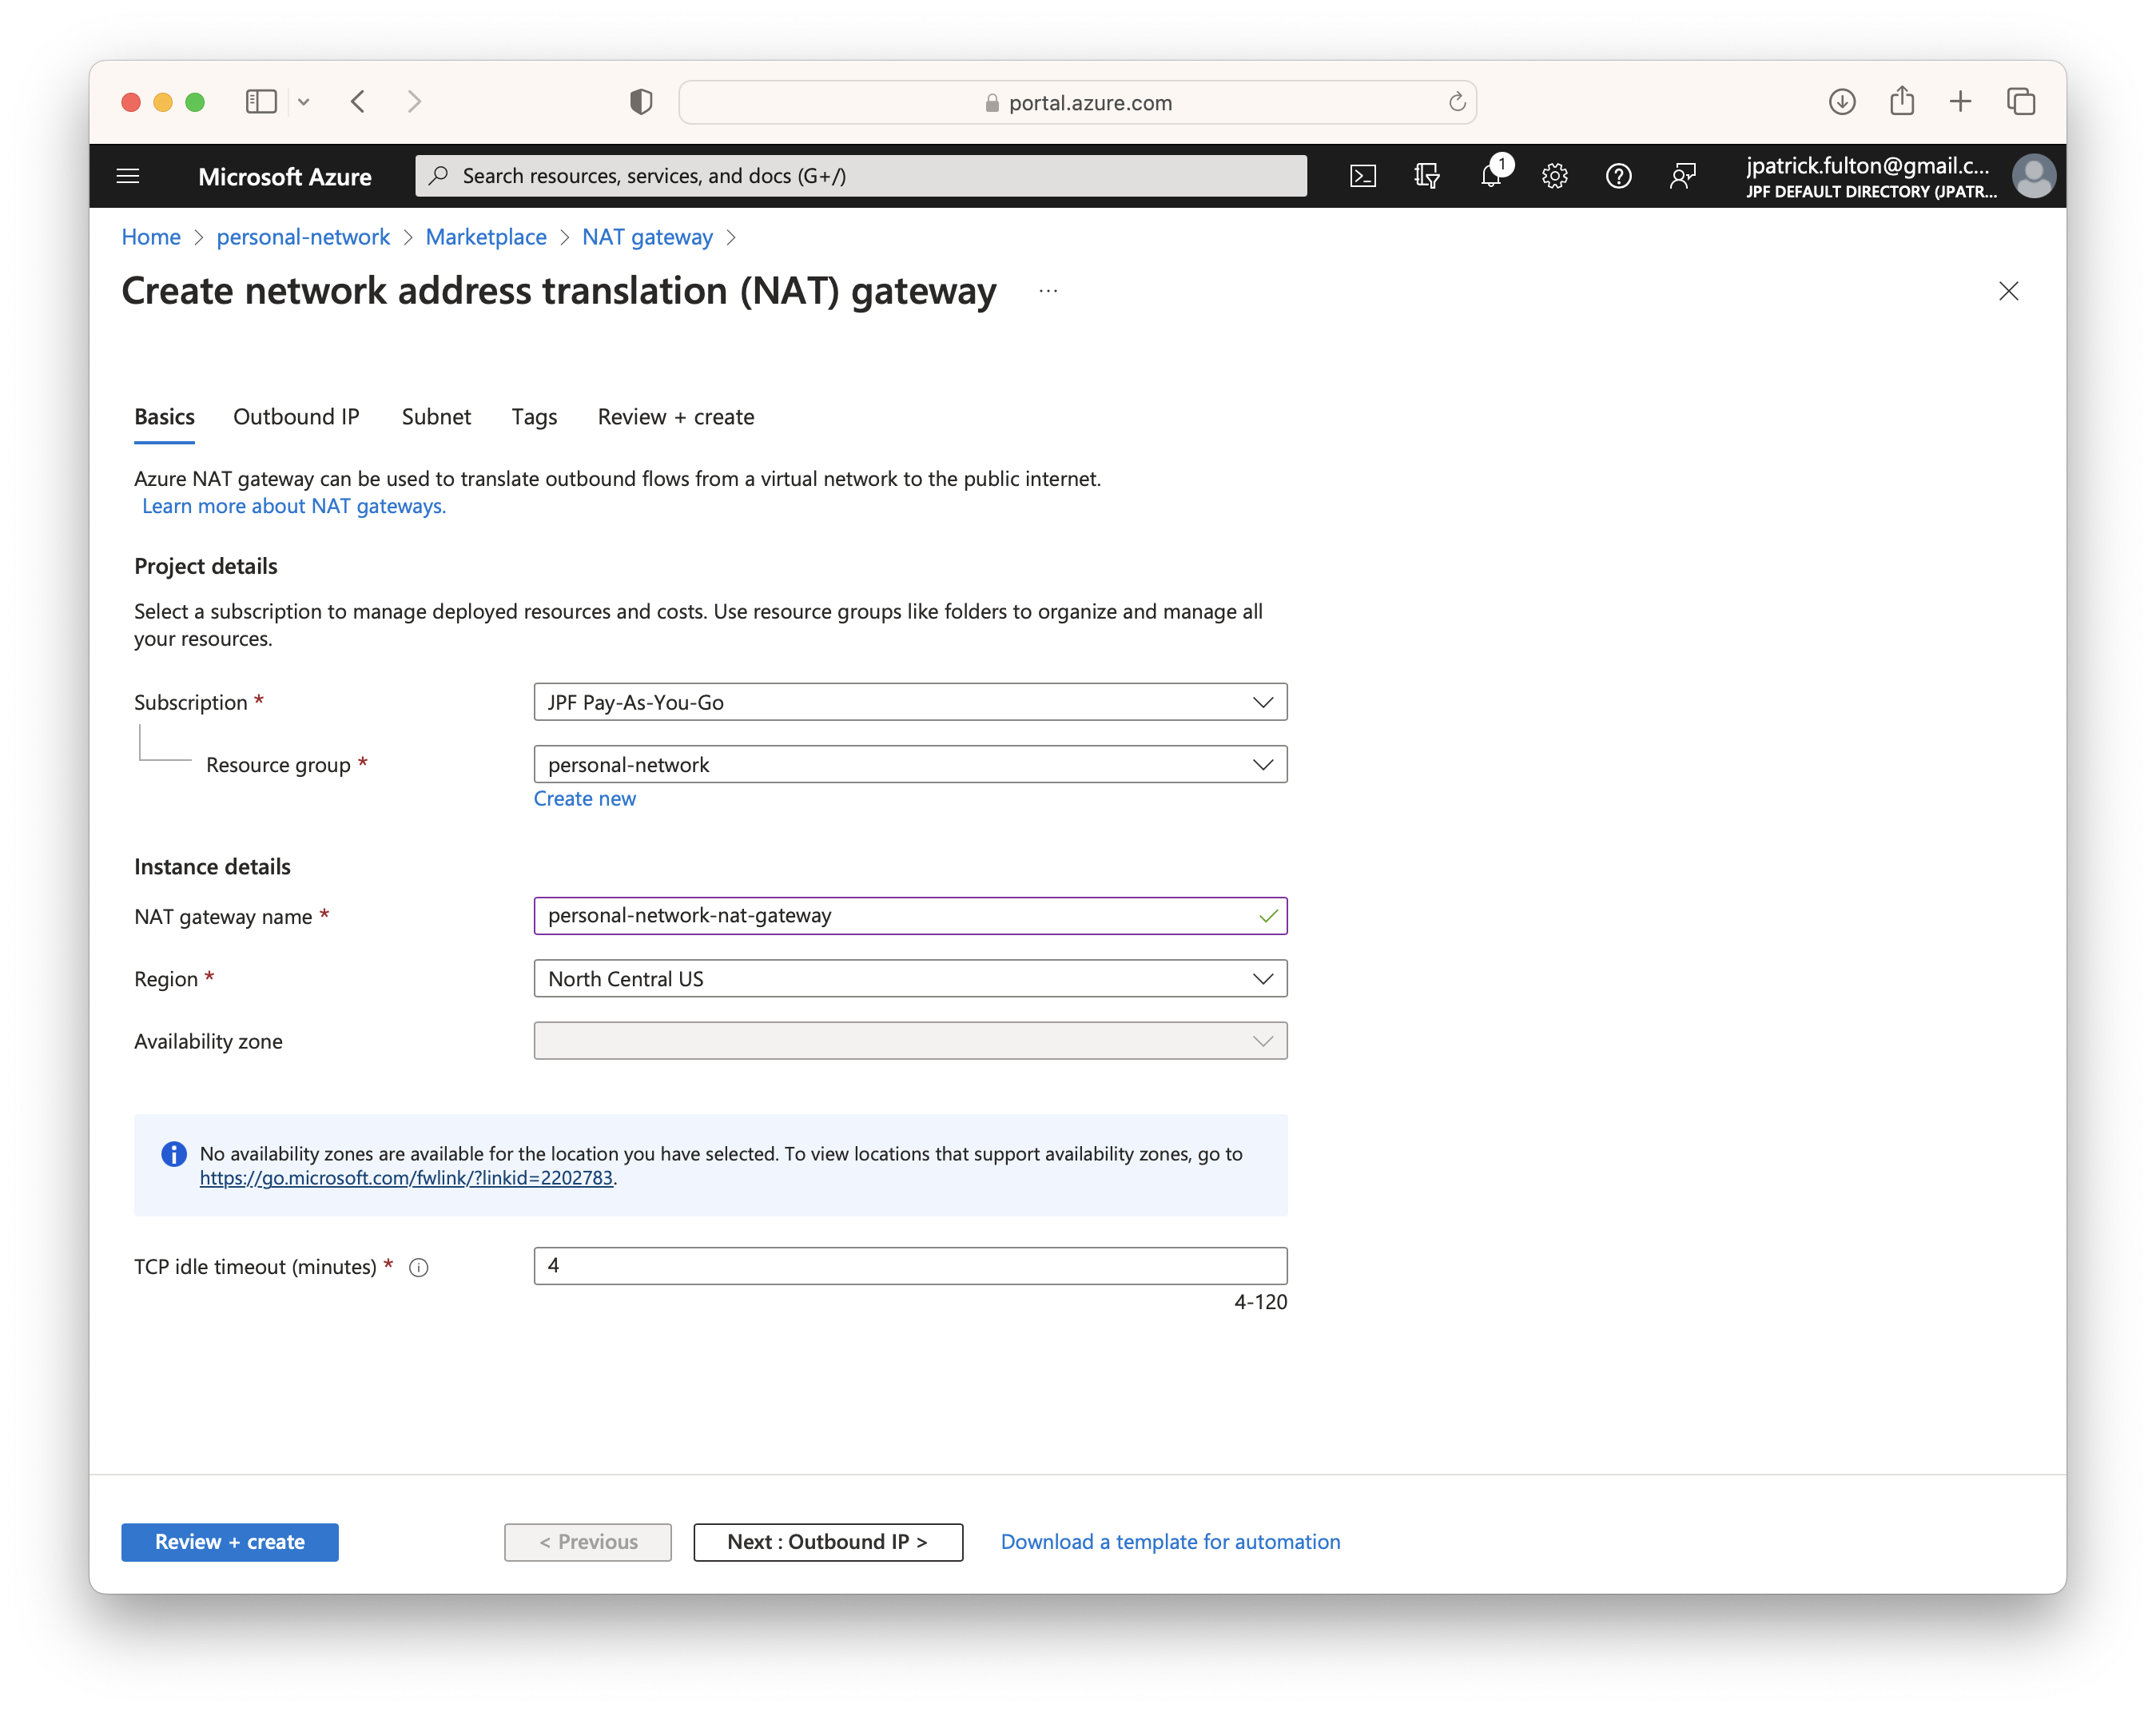 portal.azure.com
Microsoft Azure
Search resources, services, and docs (G+/)
1
jpatrick.fulton@gmail.c...
JPF DEFAULT DIRECTORY (JPATR...
Home > personal-network > Marketplace > NAT gateway >
Create network address translation (NAT) gateway ...
Basics Outbound IP Subnet Tags Review + create
Azure NAT gateway can be used to translate outbound flows from a virtual network to the public internet.
Learn more about NAT gateways.
Project details
Select a subscription to manage deployed resources and costs. Use resource groups like folders to organize and manage all
your resources.
Subscription *
JPF Pay-As-You-Go
Resource group *
personal-network
Create new
Instance details
NAT gateway name *
personal-network-nat-gateway
Region *
North Central US
Availability zone
No availability zones are available for the location you have selected. To view locations that support availability zones, go to
https://go.microsoft.com/fwlink/?linkid=2202783.
TCP idle timeout (minutes) *
4
4-120
Review + create
< Previous
Next : Outbound IP >
Download a template for automation